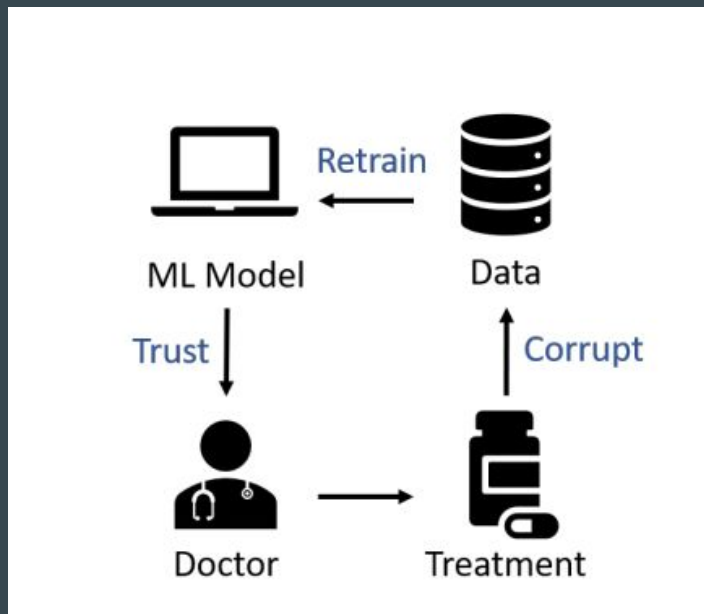 Retrain
ML Model
Data
Trust
Corrupt
Doctor
Treatment